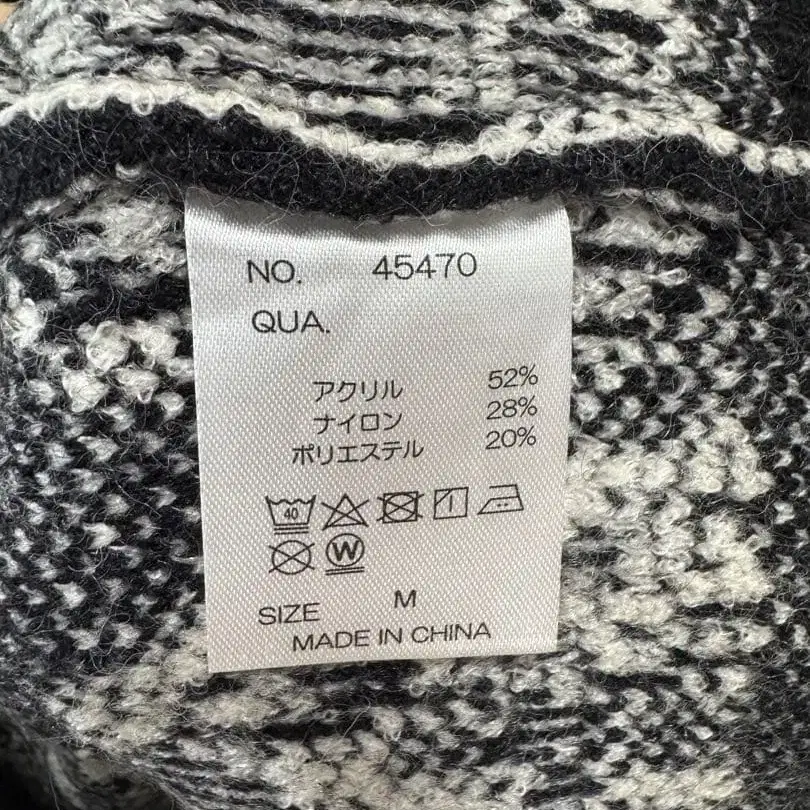 NO. 45470
QUA.
アクリル 52%
ナイロン 28%
ポリエステル 20%
40
W
SIZE M
MADE IN CHINA